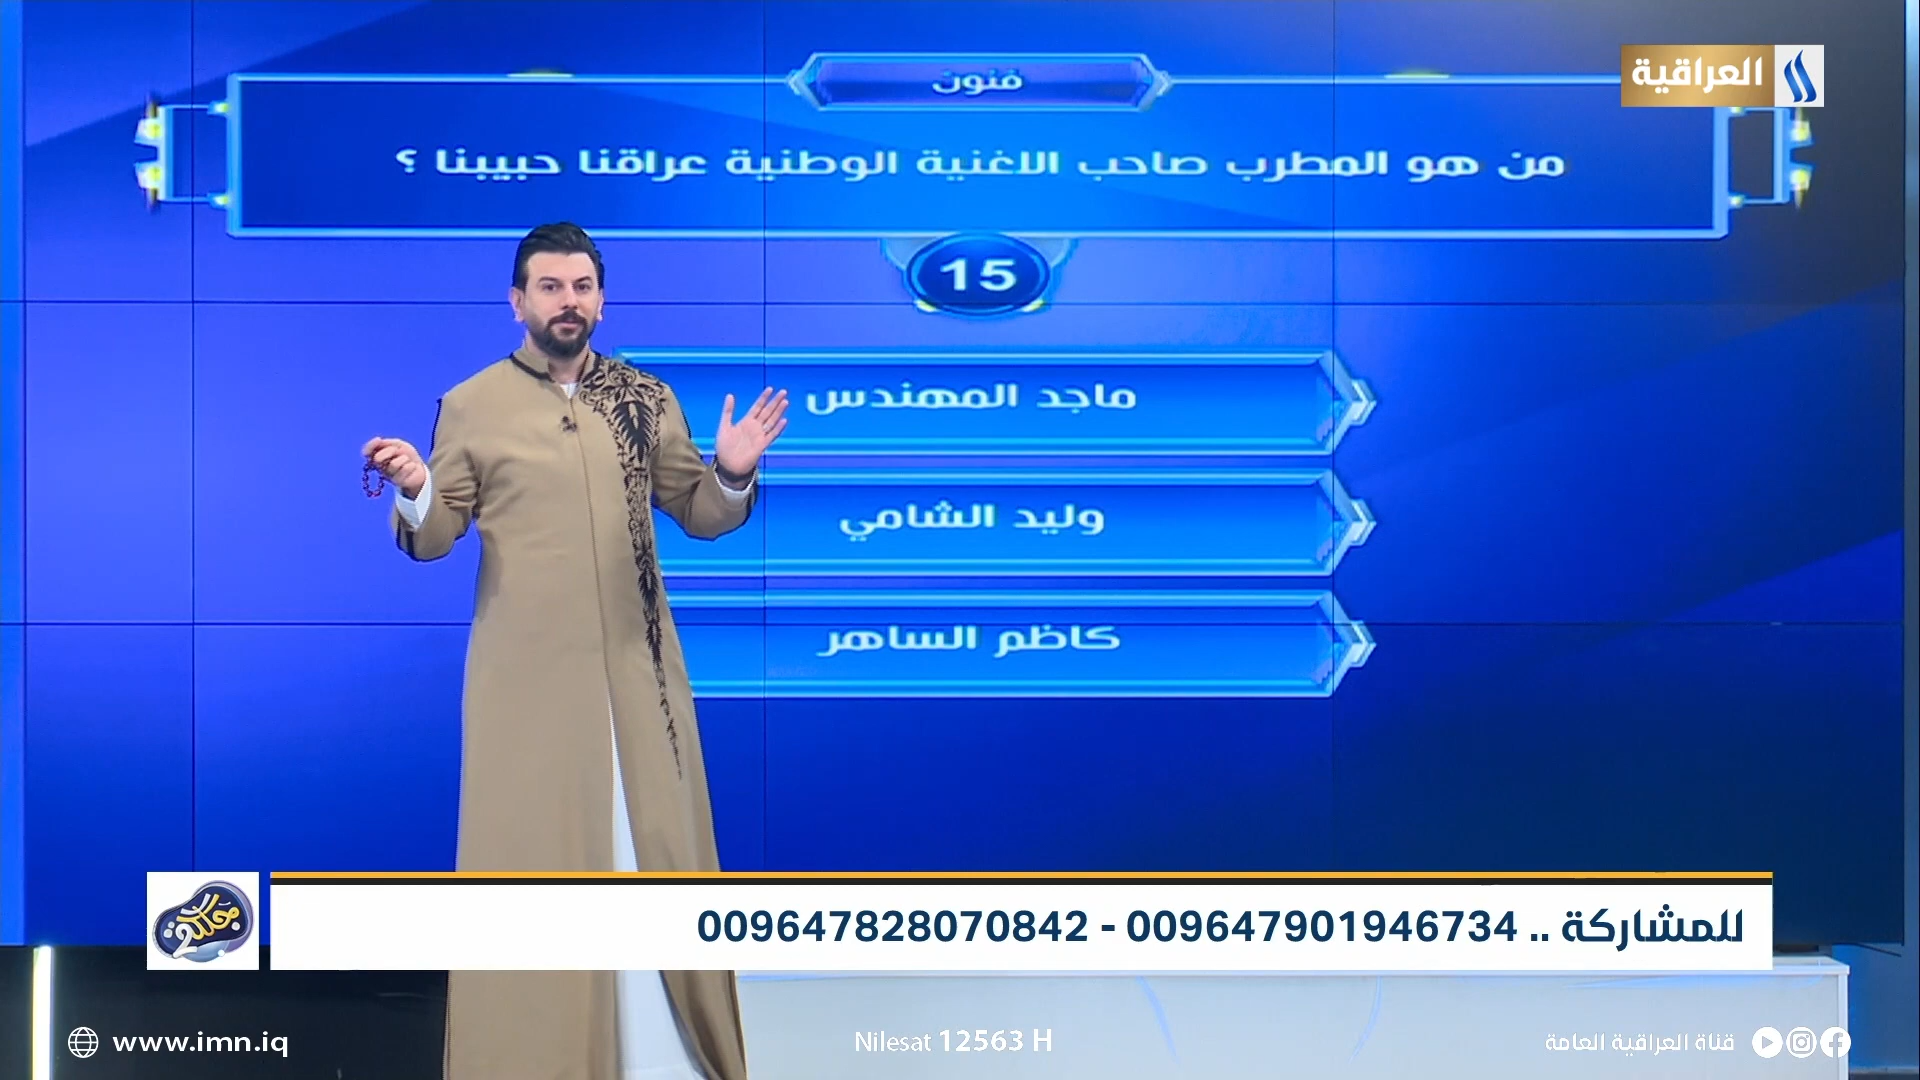 العراقية
فنون
من هو المطرب صاحب الاغنية الوطنية عراقنا حبيبنا ؟
15
ماجد المهندس
وليد الشامي
كاظم الساهر
للمشاركة .. 009647901946734 - 009647828070842
www.imn.iq
Nilesat 12563 H
قناة العراقية العامة